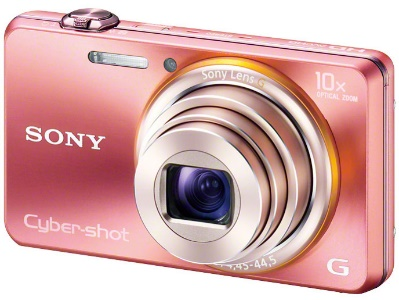 Sony Lens G
10x
OPTICAL ZOOM
SONY
Cyber-shot
G